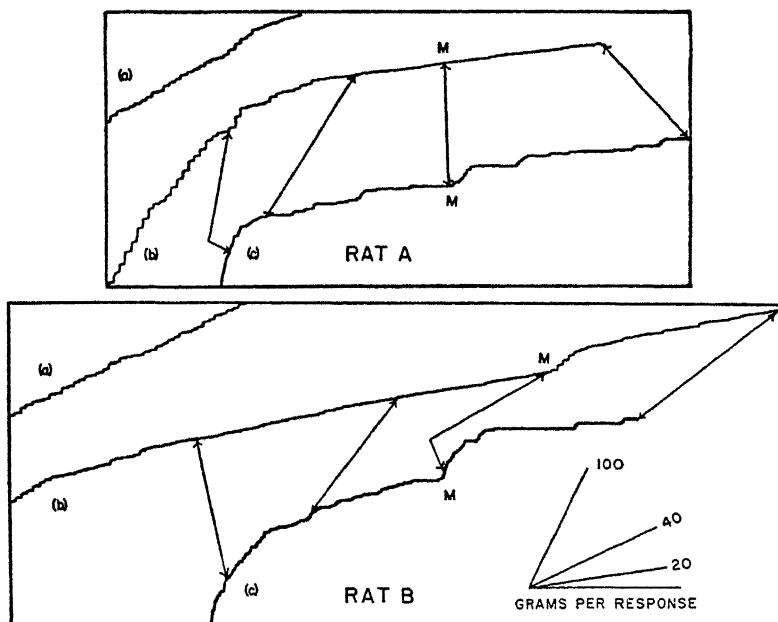 M
(a)
(b)
(c)
M
RAT A
(a)
M
(b)
M
(c)
RAT B
100
40
20
GRAMS PER RESPONSE